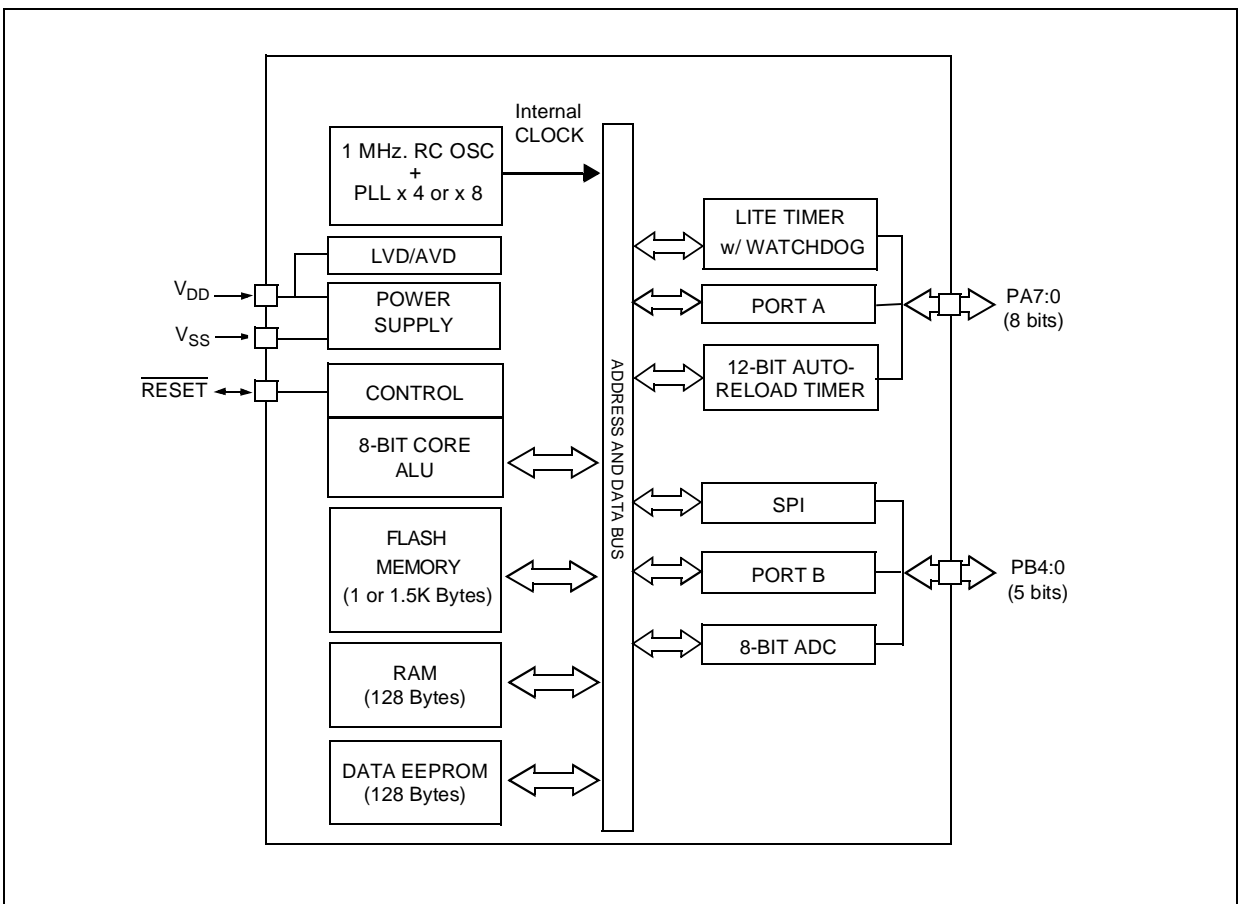 Internal
CLOCK
1 MHz. RC OSC
+
PLL x 4 or x 8
LVD/AVD
VDD
POWER
SUPPLY
VSS
RESET
CONTROL
8-BIT CORE
ALU
FLASH
MEMORY
(1 or 1.5K Bytes)
RAM
(128 Bytes)
DATA EEPROM
(128 Bytes)
ADDRESS AND DATA BUS
LITE TIMER
w/ WATCHDOG
PORT A
12-BIT AUTO-
RELOAD TIMER
PA7:0
(8 bits)
SPI
PORT B
8-BIT ADC
PB4:0
(5 bits)